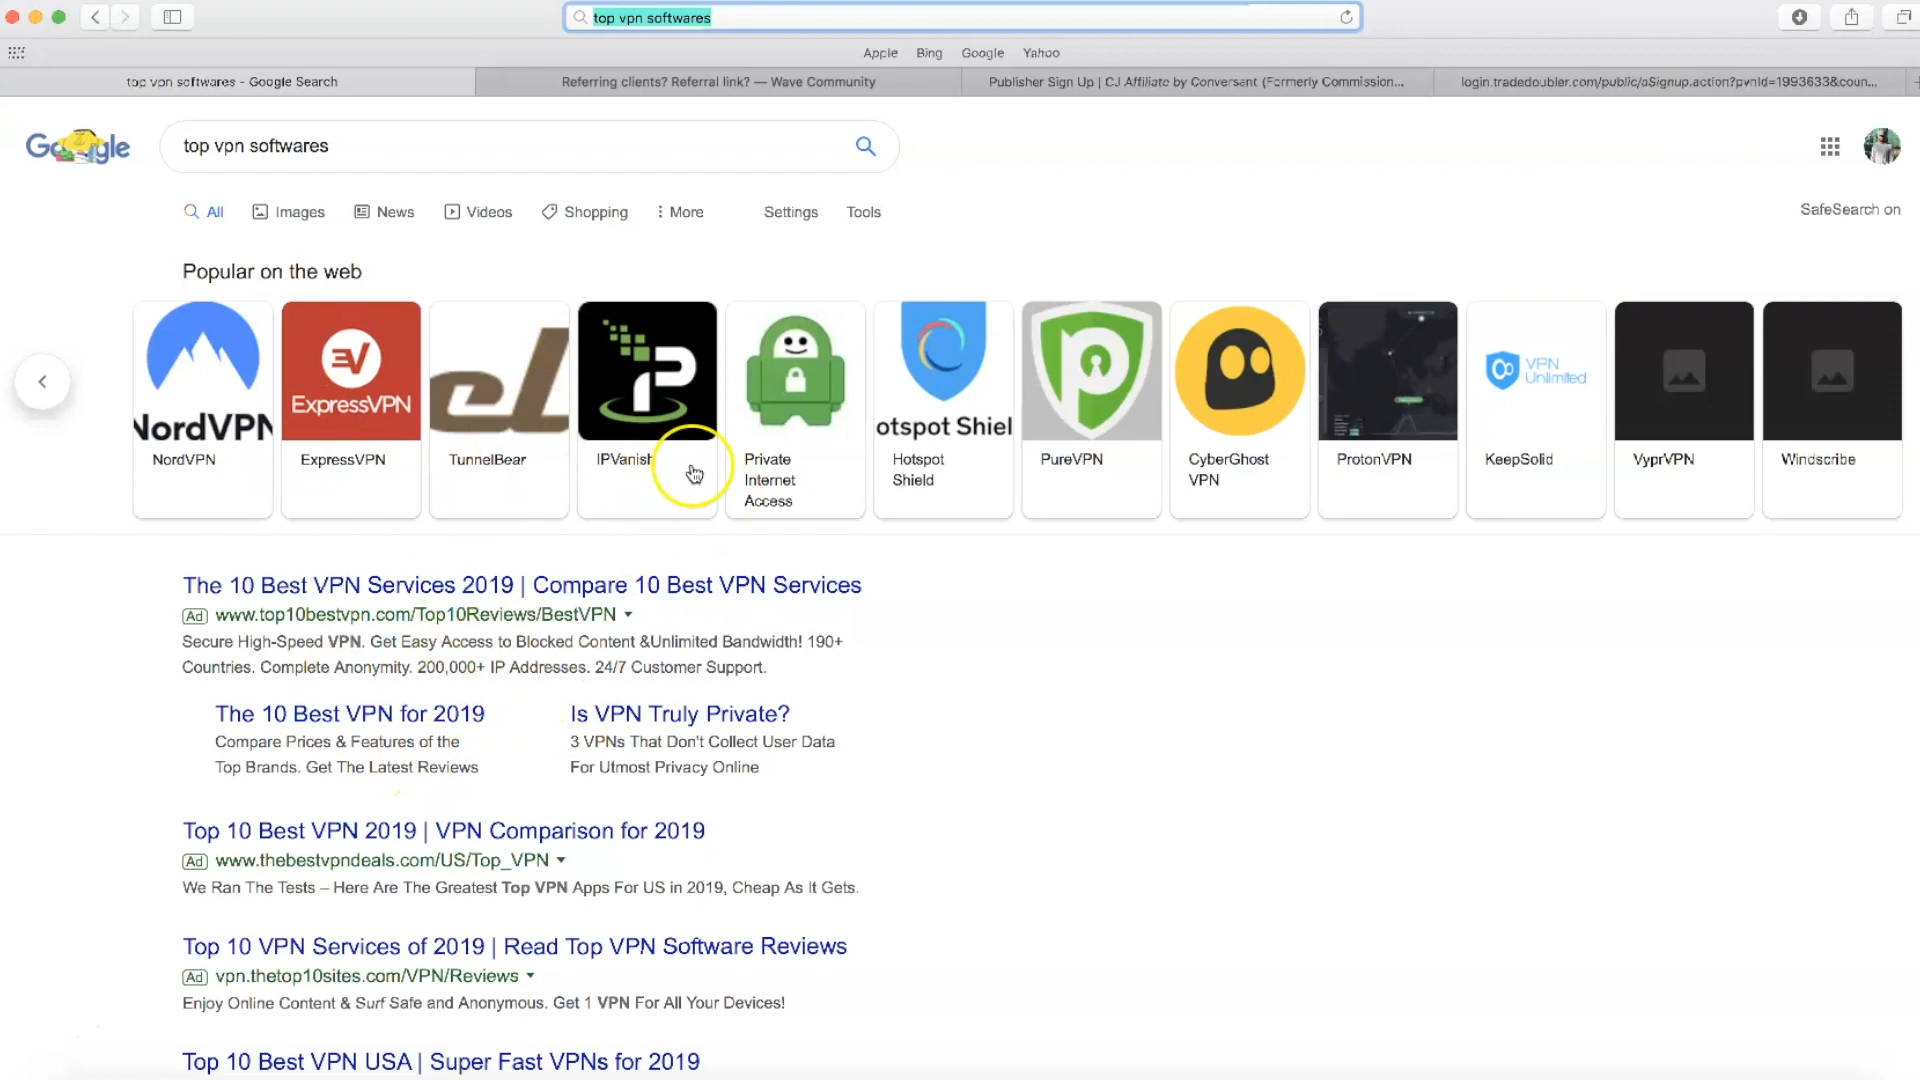 top vpn softwares
Apple Bing Google Yahoo
top vpn softwares - Google Search
Referring clients? Referral link? — Wave Community
Publisher Sign Up | CJ Affiliate by Conversant (Formerly Commission...
login.tradedoubler.com/public/aSignup.action?pvnId=1993633&coun...
top vpn softwares
All Images News Videos Shopping More Settings Tools
SafeSearch on
Popular on the web
NordVPN
ExpressVPN
eL
otspot Shiel
VPN
Unlimited
NordVPN
ExpressVPN
TunnelBear
IPVanish
Private
Internet
Access
Hotspot
Shield
PureVPN
CyberGhost
VPN
ProtonVPN
KeepSolid
VyprVPN
Windscribe
The 10 Best VPN Services 2019 | Compare 10 Best VPN Services
Ad www.top10bestvpn.com/Top10Reviews/BestVPN
Secure High-Speed VPN. Get Easy Access to Blocked Content &Unlimited Bandwidth! 190+
Countries. Complete Anonymity. 200,000+ IP Addresses. 24/7 Customer Support.
The 10 Best VPN for 2019
Compare Prices & Features of the
Top Brands. Get The Latest Reviews
Is VPN Truly Private?
3 VPNs That Don't Collect User Data
For Utmost Privacy Online
Top 10 Best VPN 2019 | VPN Comparison for 2019
Ad www.thebestvpndeals.com/US/Top_VPN
We Ran The Tests – Here Are The Greatest Top VPN Apps For US in 2019, Cheap As It Gets.
Top 10 VPN Services of 2019 | Read Top VPN Software Reviews
Ad vpn.thetop10sites.com/VPN/Reviews
Enjoy Online Content & Surf Safe and Anonymous. Get 1 VPN For All Your Devices!
Top 10 Best VPN USA | Super Fast VPNs for 2019